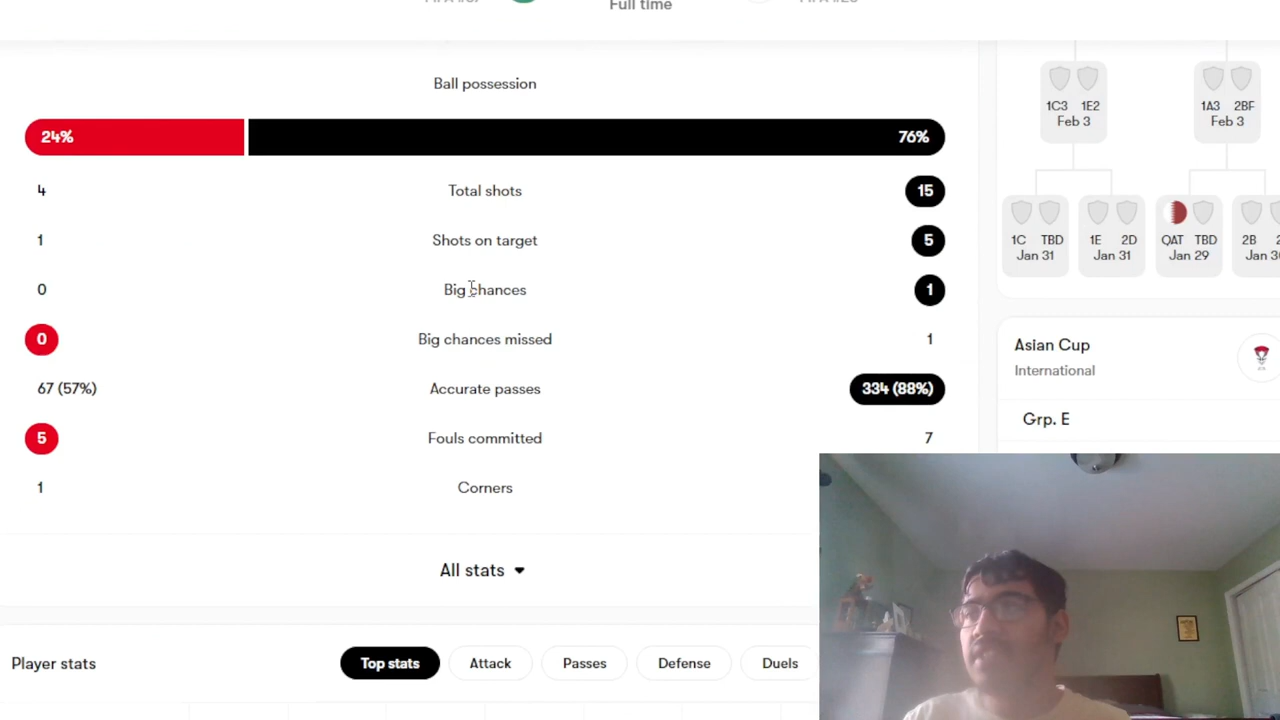 Full time
Ball possession
24% 76%
4 Total shots 15
1 Shots on target 5
0 Big chances 1
0 Big chances missed 1
67 (57%) Accurate passes 334 (88%)
5 Fouls committed 7
1 Corners
All stats
Player stats Top stats Attack Passes Defense Duels
1C3 1E2
Feb 3
1A3 2BF
Feb 3
1C TBD
Jan 31
1E 2D
Jan 31
QAT TBD
Jan 29
2B
Jan
Asian Cup
International
Grp. E